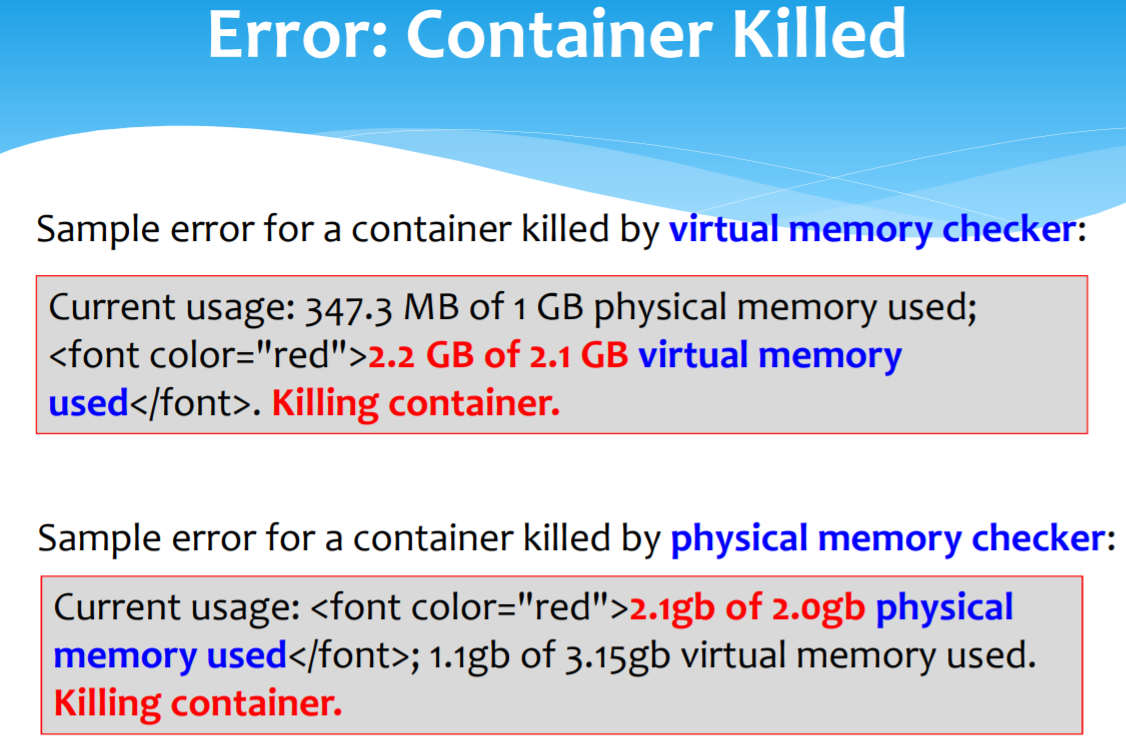 Error: Container Killed
Sample error for a container killed by virtual memory checker:
Current usage: 347.3 MB of 1 GB physical memory used;
<font color="red">2.2 GB of 2.1 GB virtual memory
used</font>. Killing container.
Sample error for a container killed by physical memory checker:
Current usage: <font color="red">2.1gb of 2.0gb physical
memory used</font>; 1.1gb of 3.15gb virtual memory used.
Killing container.